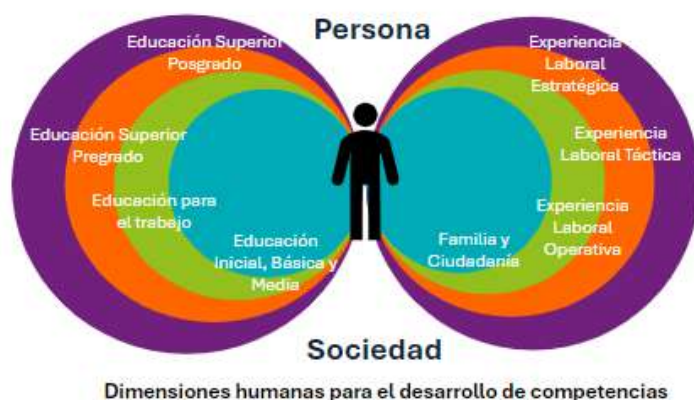 Persona
Educación Superior
Posgrado
Educación Superior
Pregrado
Educación para
el trabajo
Educación
Inicial, Básica y
Media
Experiencia
Laboral
Estratégica
Experiencia
Laboral Táctica
Experiencia
Laboral
Operativa
Familia y
Ciudadanía
Sociedad
Dimensiones humanas para el desarrollo de competencias